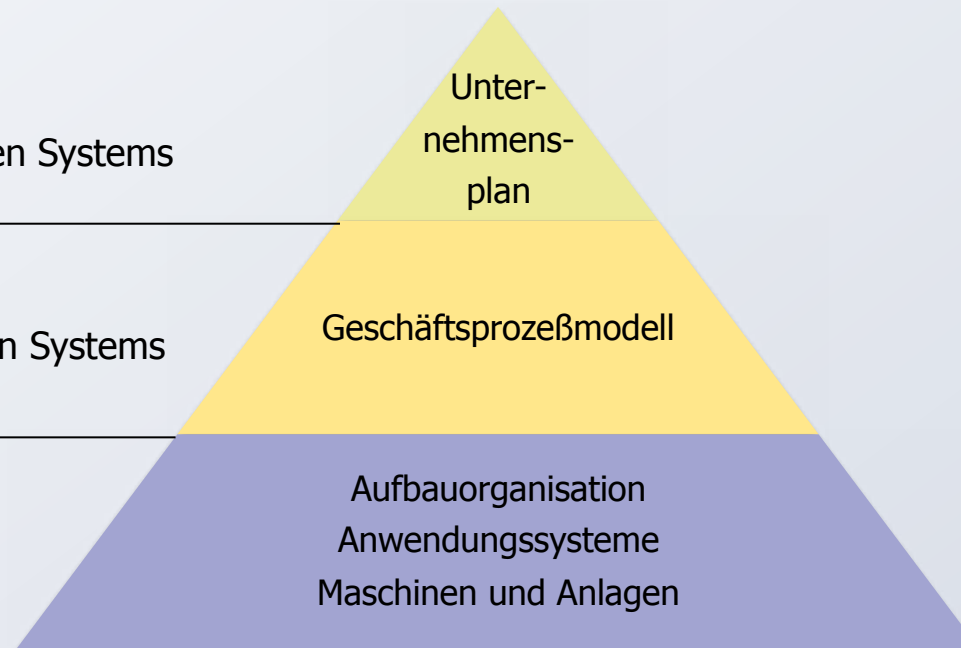 Unter-
nehmens-
plan
en Systems
Geschäftsprozeßmodell
n Systems
Aufbauorganisation
Anwendungssysteme
Maschinen und Anlagen